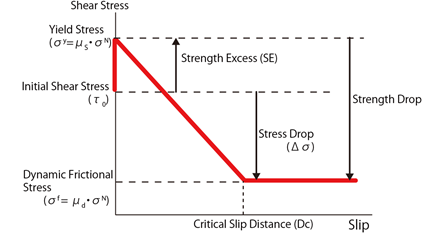 Shear Stress
Yield Stress
(σʸ= μₛ・σᴺ)
Strength Excess (SE)
Initial Shear Stress
(τ₀)
Strength Drop
Stress Drop
(Δσ)
Dynamic Frictional
Stress
(σᶠ= μ_d・σᴺ)
Critical Slip Distance (Dc)
Slip